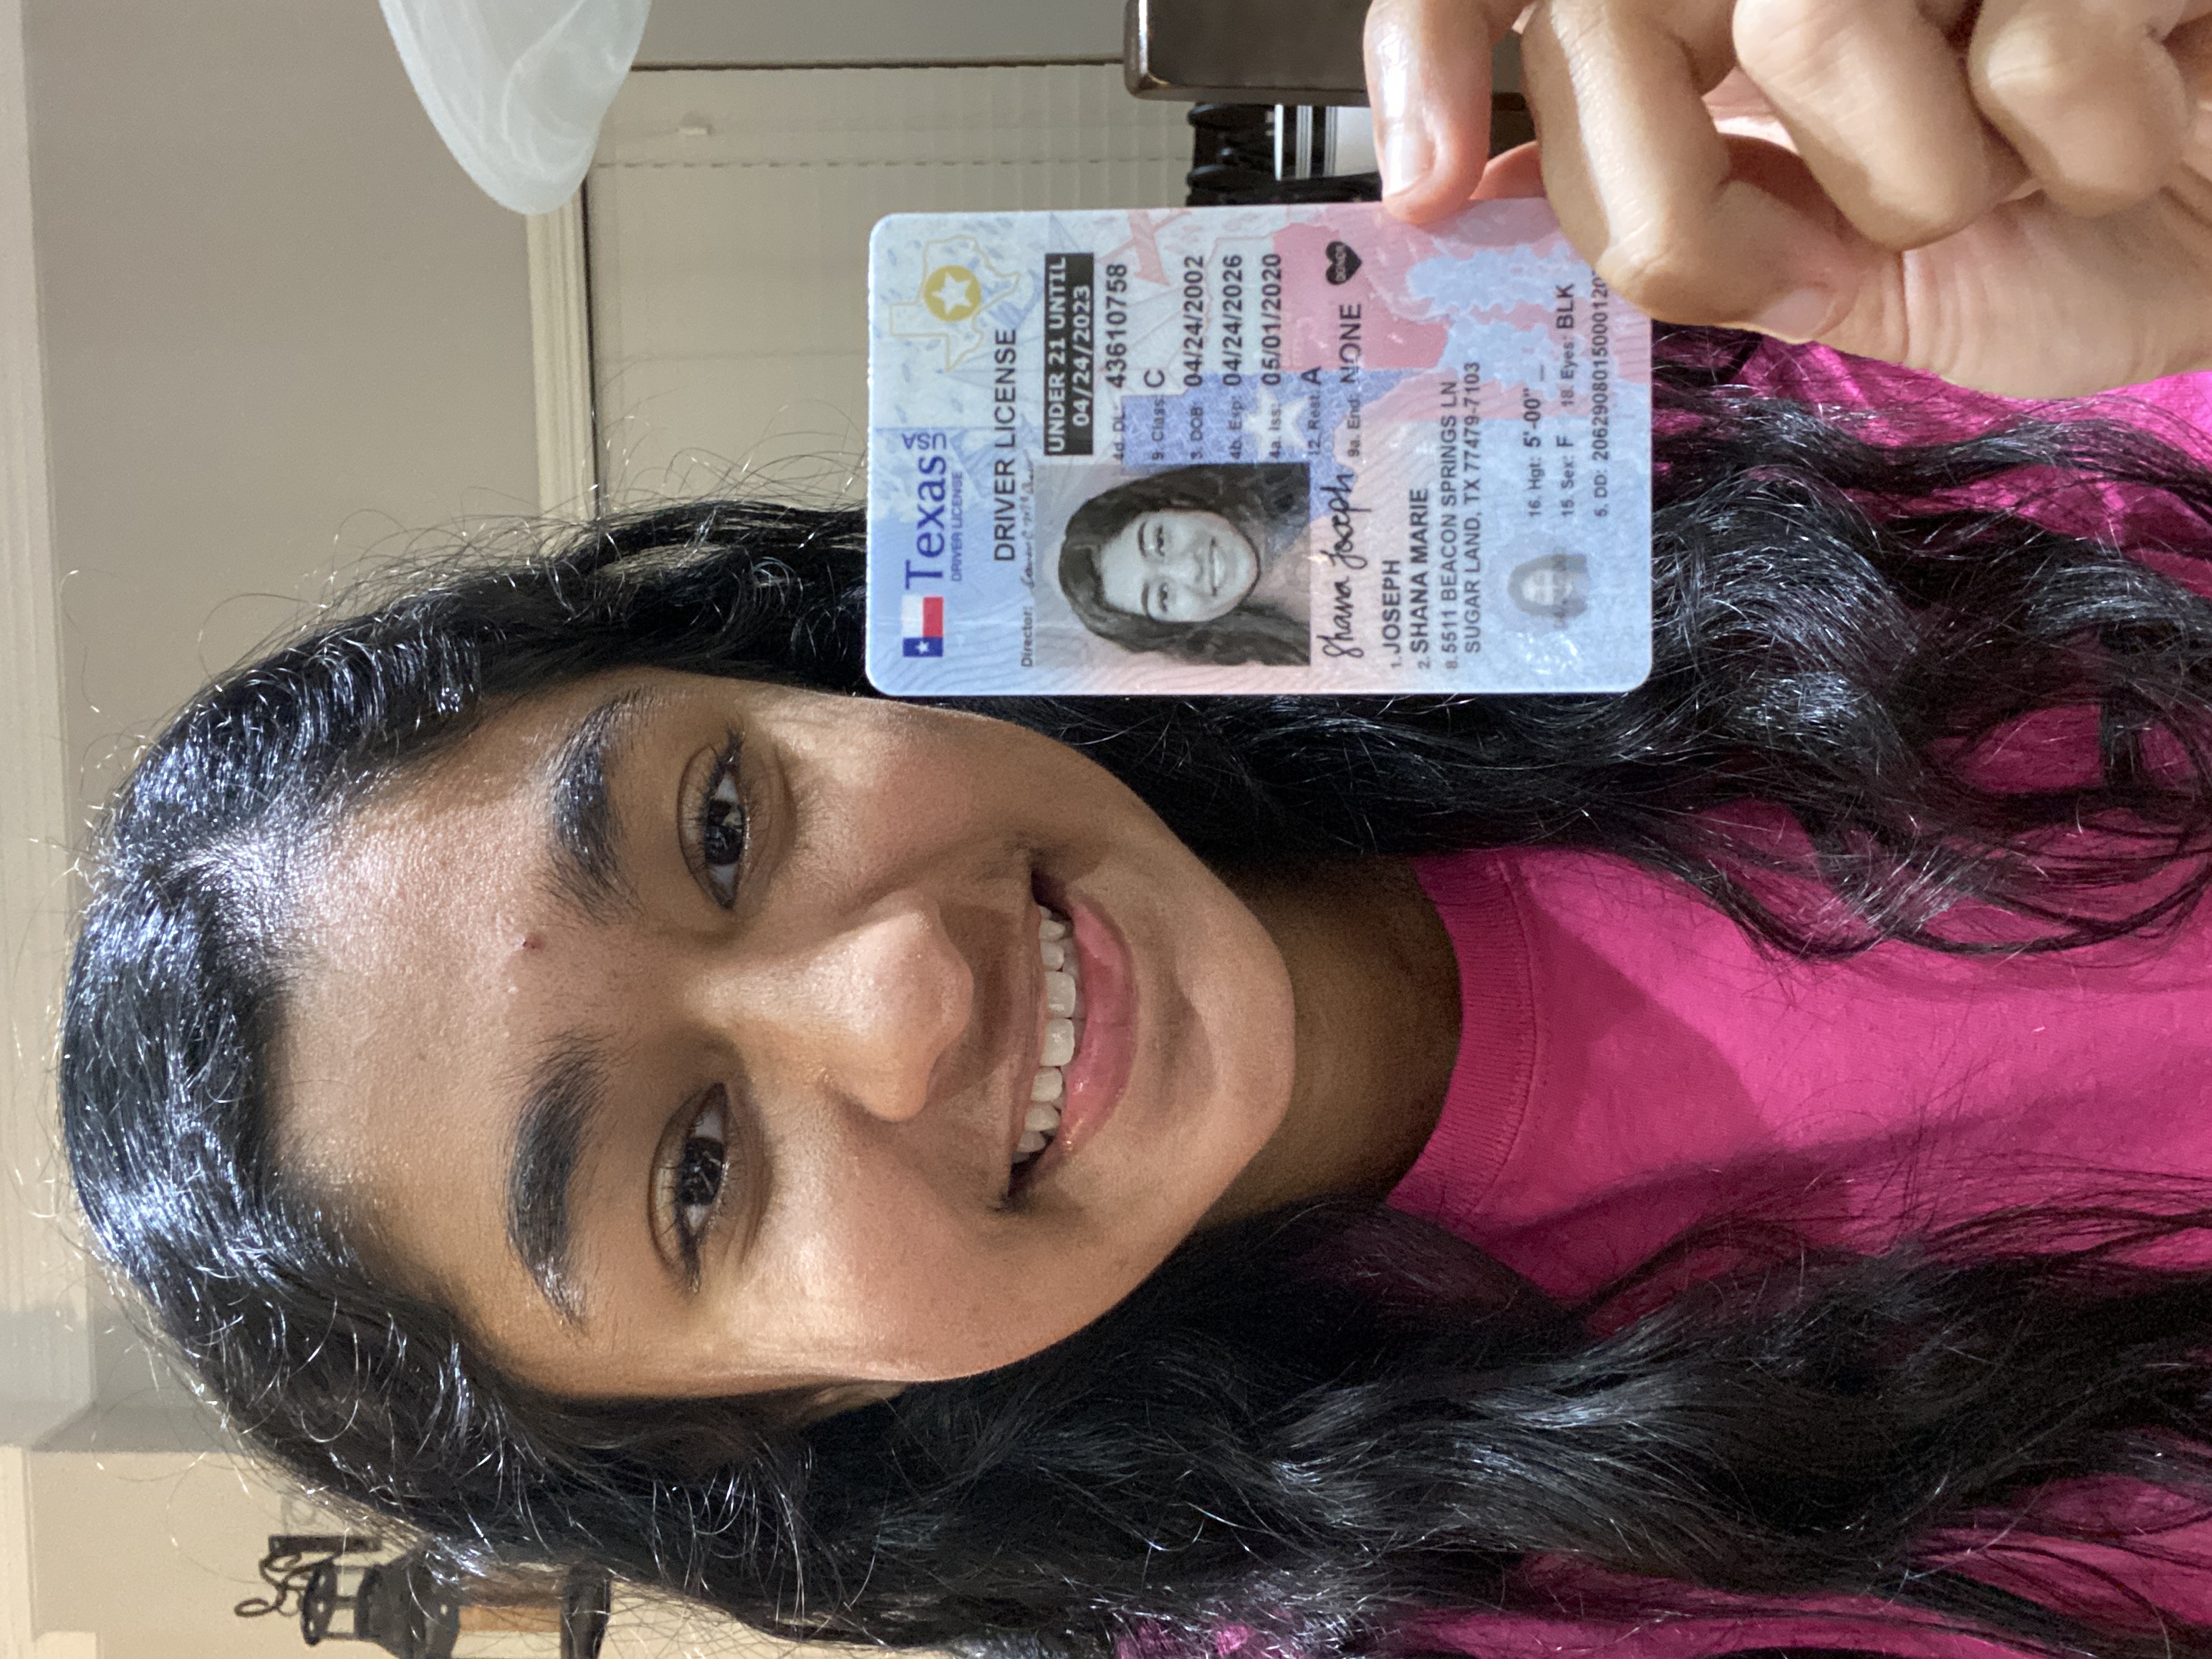 Texas USA
DRIVER LICENSE
DRIVER LICENSE
Director:
UNDER 21 UNTIL
04/24/2023
4d. DL: 43610758
9. Class: C
3. DOB: 04/24/2002
4b. Exp: 04/24/2026
4a. Iss: 05/01/2020
12. Rest: A
9a. End: NONE DONOR
Shana Joseph
1. JOSEPH
2. SHANA MARIE
8. 5511 BEACON SPRINGS LN
SUGAR LAND, TX 77479-7103
16. Hgt: 5'-00"
15. Sex: F 18. Eyes: BLK
5. DD: